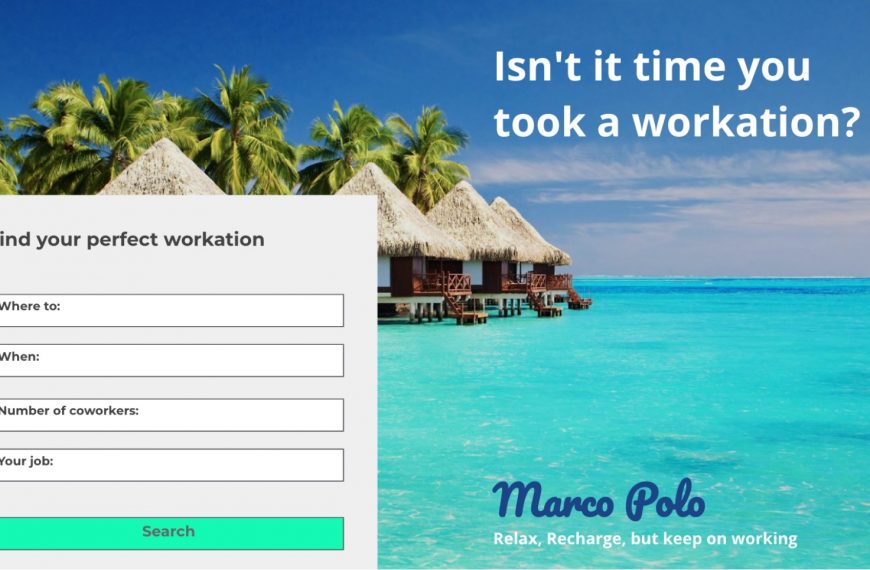 Isn't it time you
took a workation?
ind your perfect workation
Where to:
When:
Number of coworkers:
Your job:
Search
Marco Polo
Relax, Recharge, but keep on working